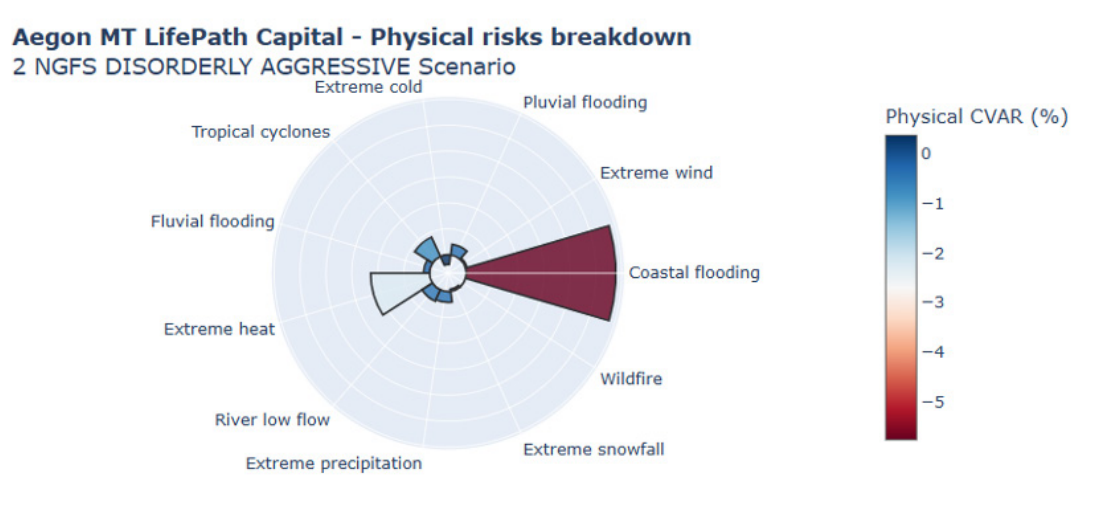 Aegon MT LifePath Capital - Physical risks breakdown
2 NGFS DISORDERLY AGGRESSIVE Scenario
Extreme cold
Pluvial flooding
Tropical cyclones
Extreme wind
Fluvial flooding
Coastal flooding
Extreme heat
Wildfire
River low flow
Extreme snowfall
Extreme precipitation
Physical CVAR (%)
0
−1
−2
−3
−4
−5